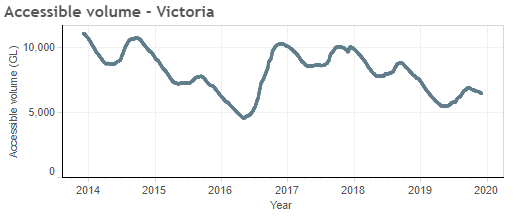 Accessible volume - Victoria
Accessible volume (GL)
10,000
5,000
0
2014 2015 2016 2017 2018 2019 2020
Year